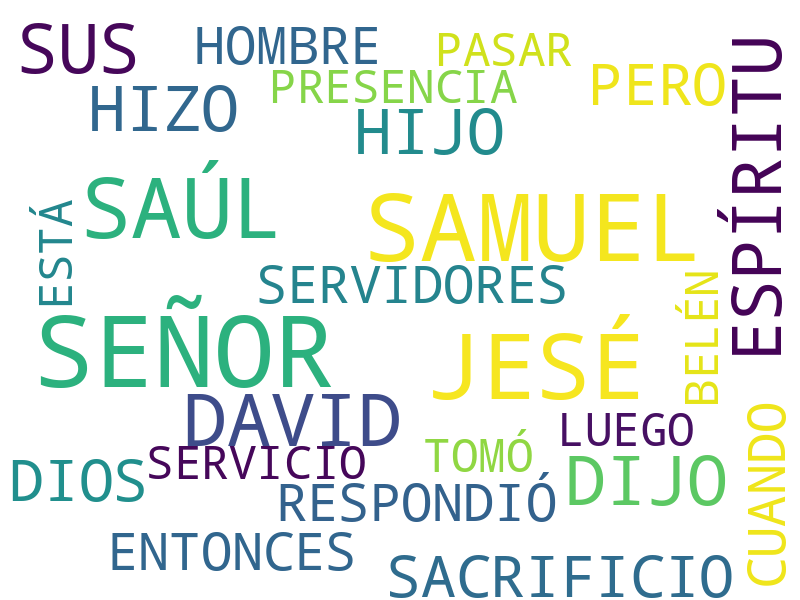 SUS
HOMBRE
PASAR
PRESENCIA
PERO
HIZO
HIJO
ESPÍRITU
SAÚL
SAMUEL
ESTÁ
SERVIDORES
BELÉN
SEÑOR
JESÉ
DAVID
LUEGO
SERVICIO
TOMÓ
DIOS
DIJO
CUANDO
RESPONDIÓ
ENTONCES
SACRIFICIO